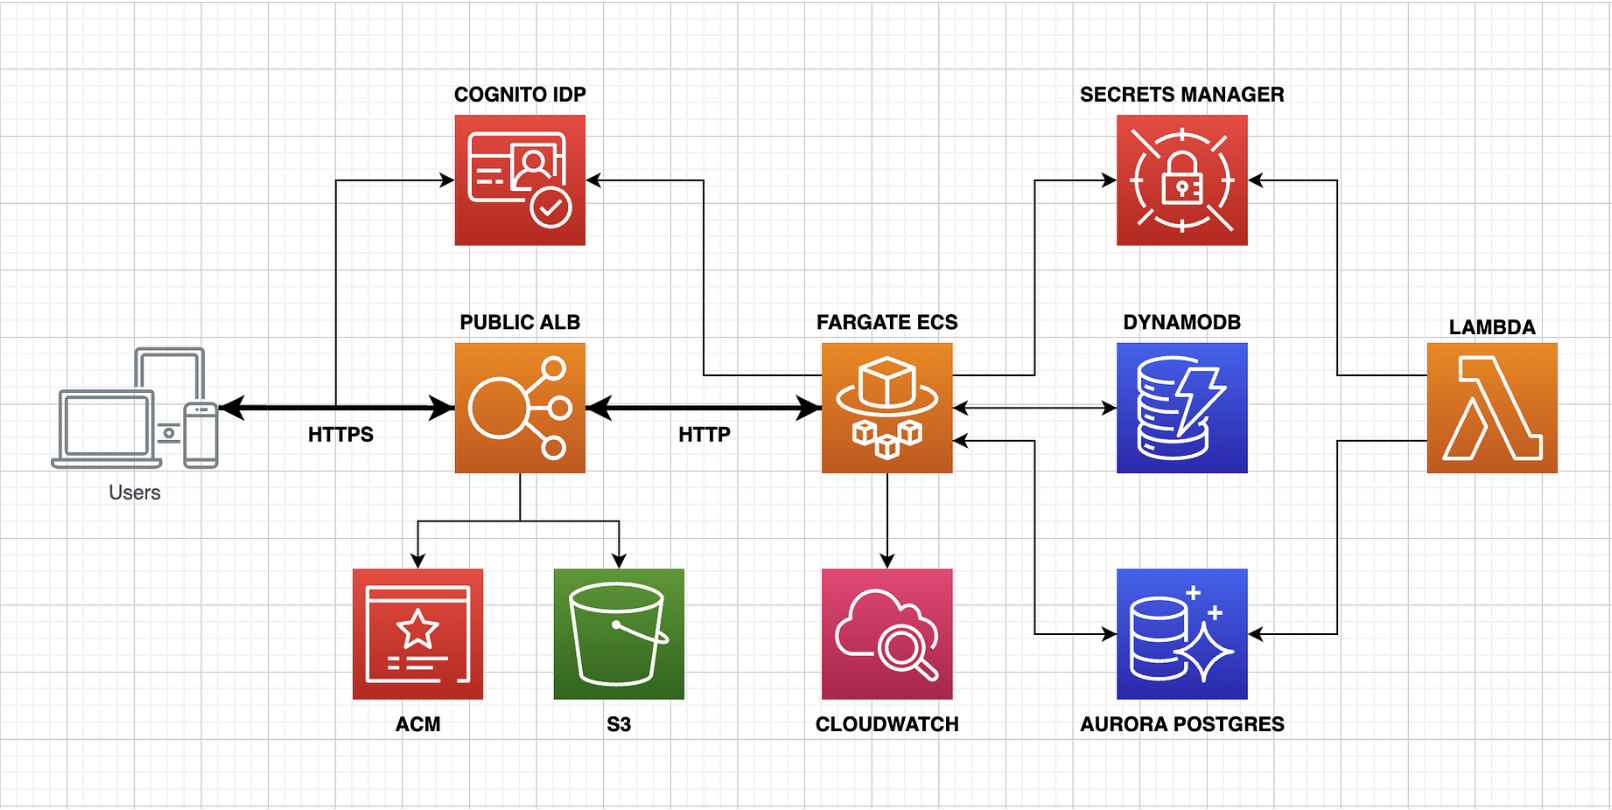 COGNITO IDP
SECRETS MANAGER
PUBLIC ALB
FARGATE ECS
DYNAMODB
LAMBDA
HTTPS
HTTP
Users
ACM
S3
CLOUDWATCH
AURORA POSTGRES